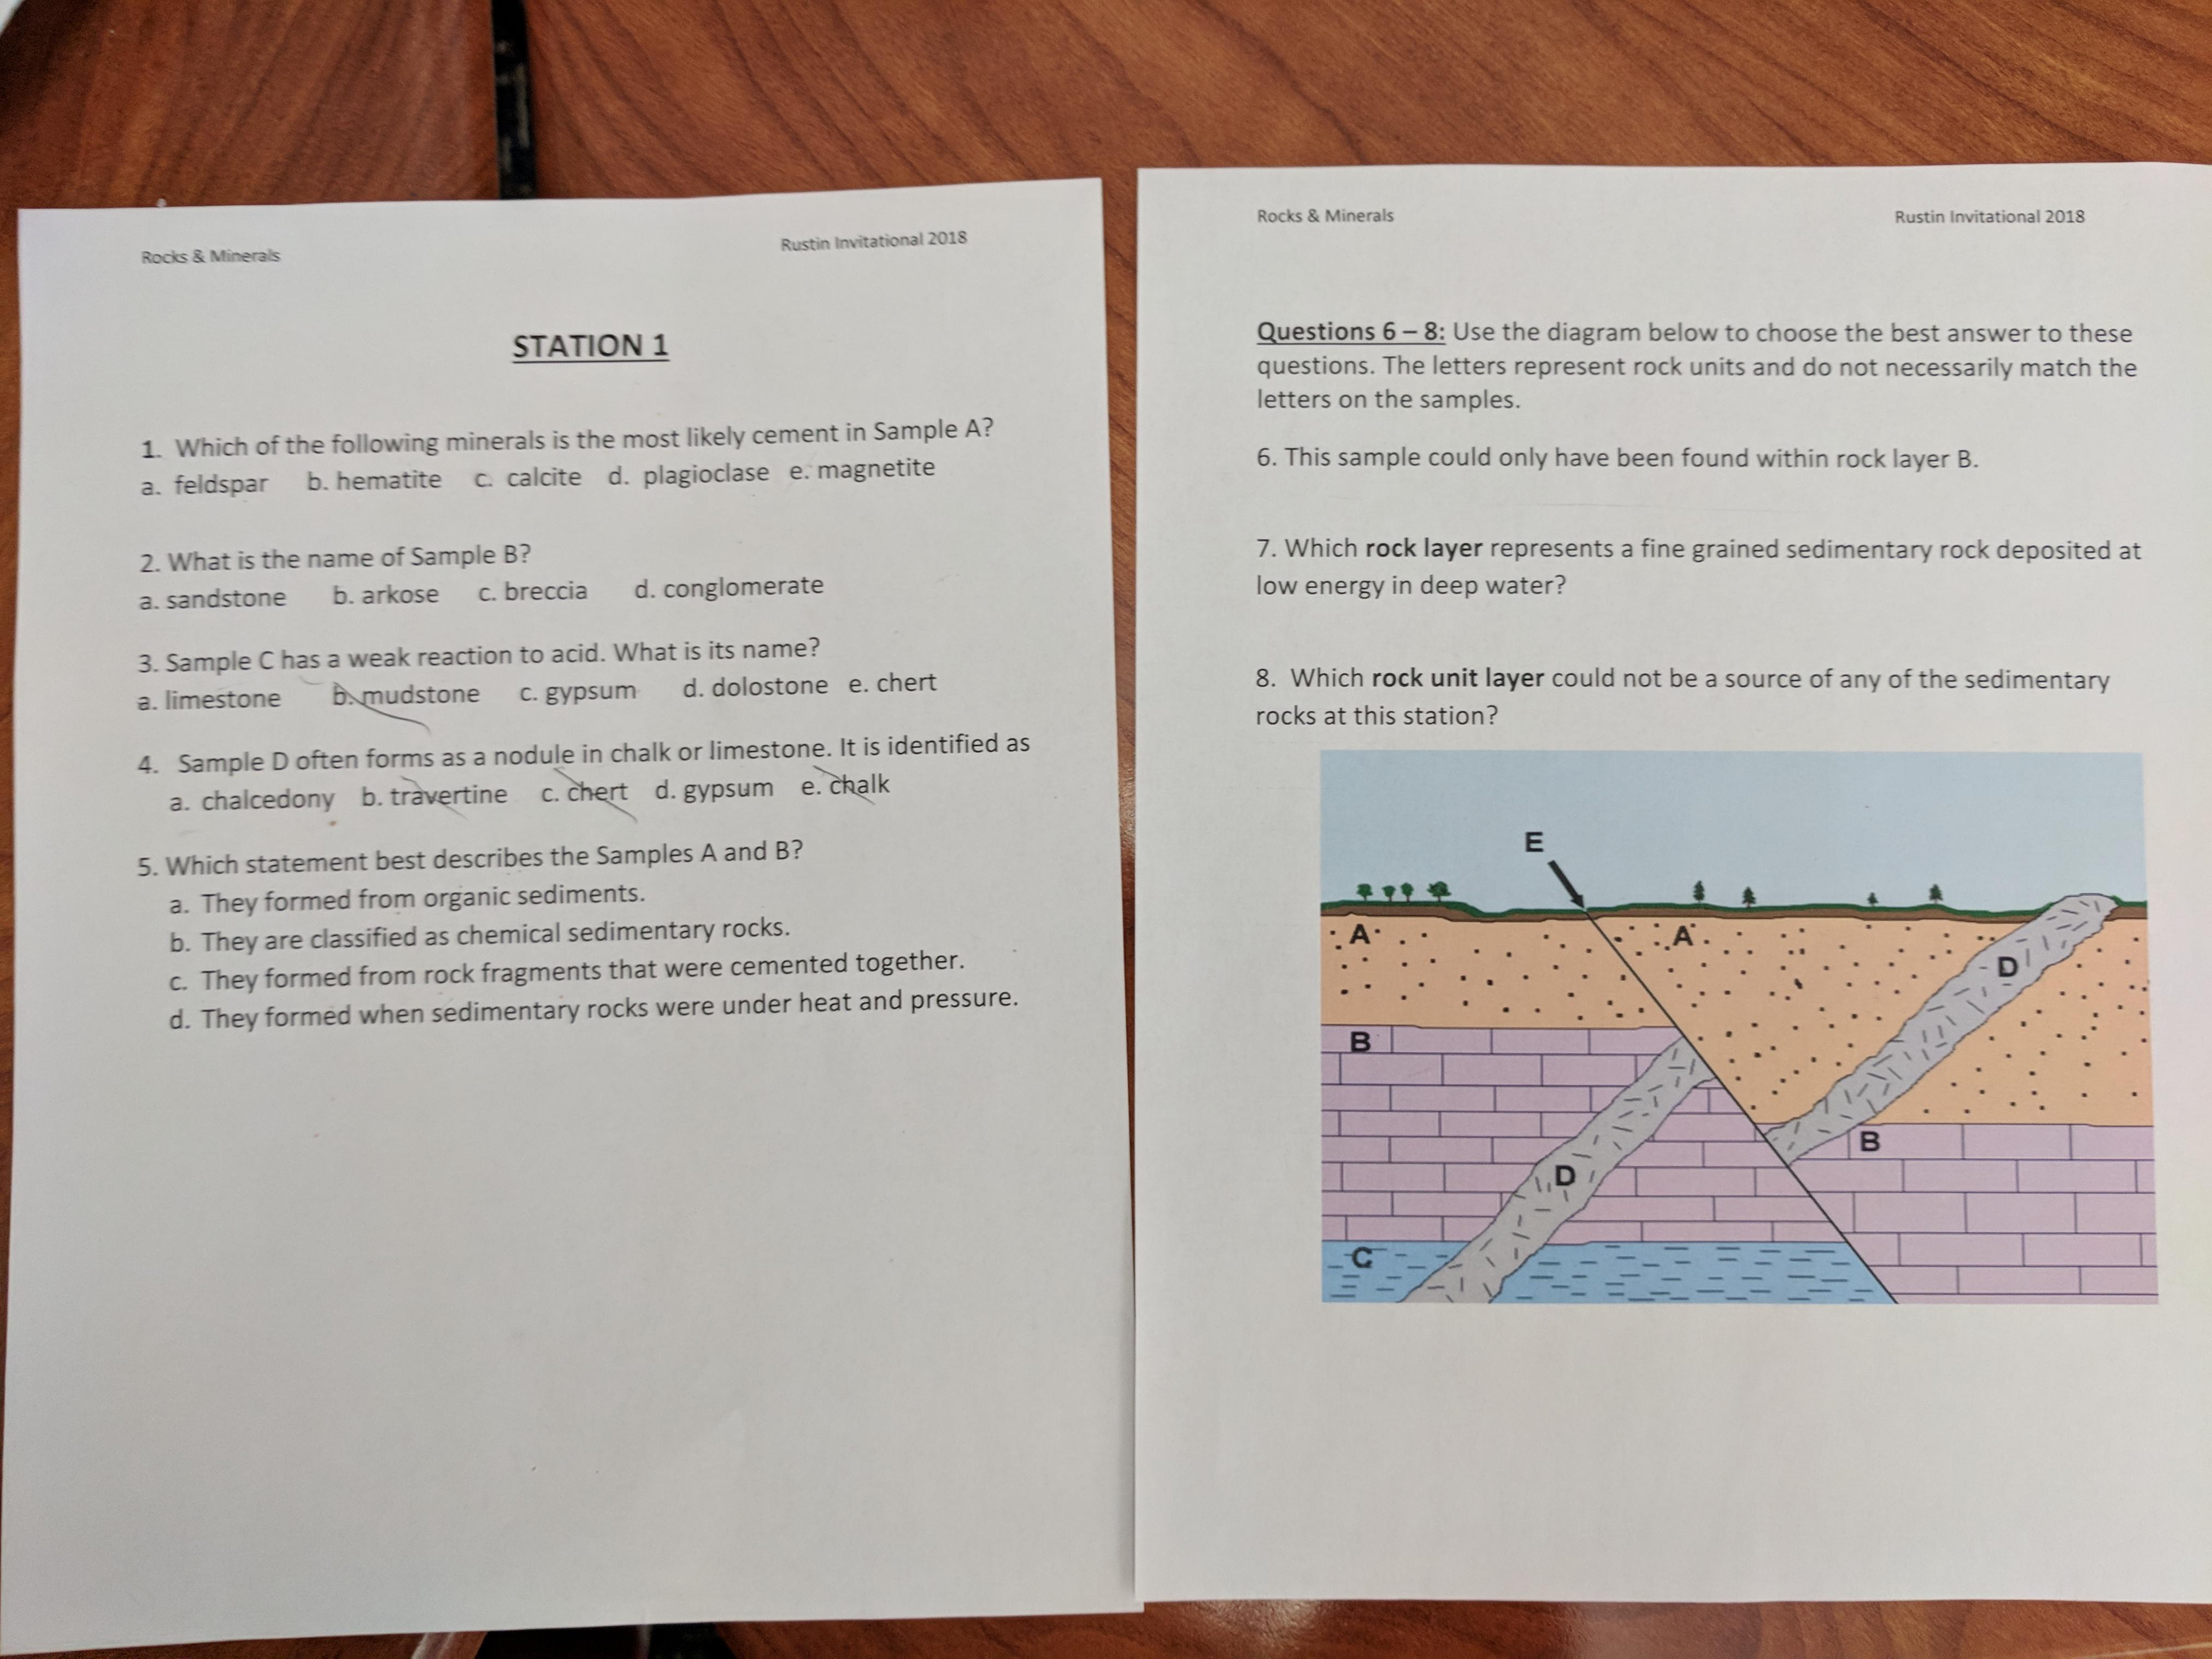 Rocks & Minerals
Rustin Invitational 2018
STATION 1
1. Which of the following minerals is the most likely cement in Sample A?
a. feldspar b. hematite c. calcite d. plagioclase e. magnetite
2. What is the name of Sample B?
a. sandstone b. arkose c. breccia d. conglomerate
3. Sample C has a weak reaction to acid. What is its name?
a. limestone b. mudstone c. gypsum d. dolostone e. chert
4. Sample D often forms as a nodule in chalk or limestone. It is identified as
a. chalcedony b. travertine c. chert d. gypsum e. chalk
5. Which statement best describes the Samples A and B?
a. They formed from organic sediments.
b. They are classified as chemical sedimentary rocks.
c. They formed from rock fragments that were cemented together.
d. They formed when sedimentary rocks were under heat and pressure.
Rocks & Minerals
Rustin Invitational 2018
Questions 6 – 8: Use the diagram below to choose the best answer to these
questions. The letters represent rock units and do not necessarily match the
letters on the samples.
6. This sample could only have been found within rock layer B.
7. Which rock layer represents a fine grained sedimentary rock deposited at
low energy in deep water?
8. Which rock unit layer could not be a source of any of the sedimentary
rocks at this station?
E
A
A
D
B
B
D
C